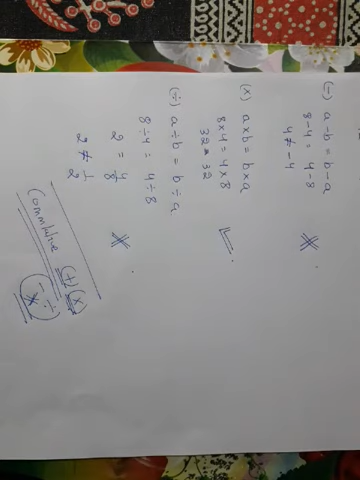 (−) a−b = b−a
8−4 = 4−8
4 ≠ −4
(×) a×b = b×a
8×4 = 4×8
32 = 32
(÷) a÷b = b÷a
8÷4 = 4÷8
2 = 4/8
2 ≠ 1/2
Commutative (+)(×)
(− ÷)